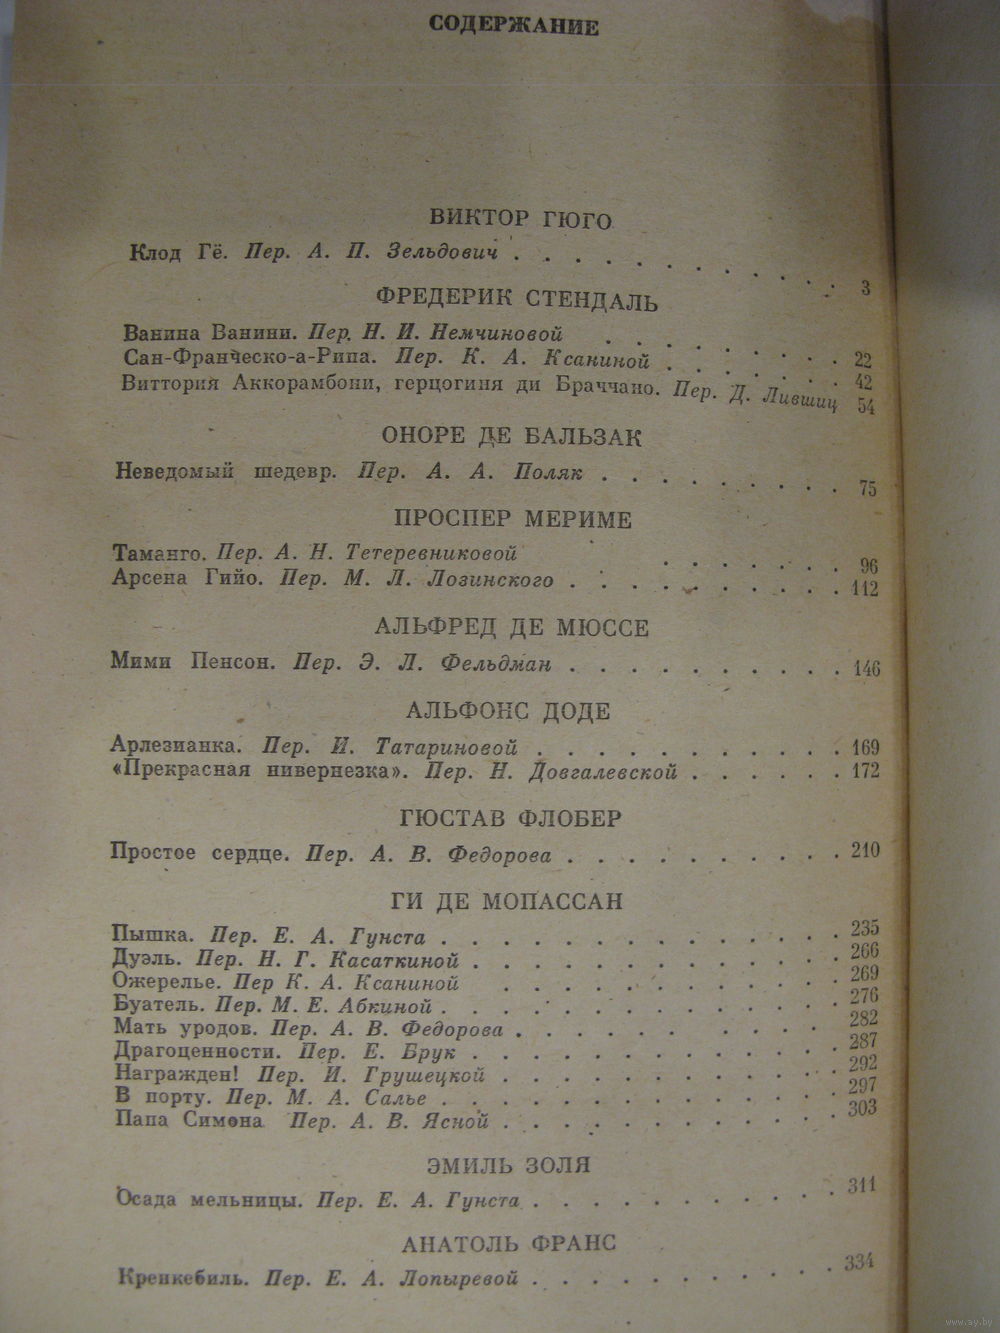 СОДЕРЖАНИЕ
ВИКТОР ГЮГО
Клод Гё. Пер. А. П. Зельдович . . . . . . . . . . . 3
ФРЕДЕРИК СТЕНДАЛЬ
Ванина Ванини. Пер. Н. И. Немчиновой . . . . . . . . 22
Сан-Франческо-а-Рипа. Пер. К. А. Ксаниной . . . . . . 42
Виттория Аккорамбони, герцогиня ди Браччано. Пер. Д. Лившиц 54
ОНОРЕ ДЕ БАЛЬЗАК
Неведомый шедевр. Пер. А. А. Поляк . . . . . . . . . 75
ПРОСПЕР МЕРИМЕ
Таманго. Пер. А. Н. Тетеревниковой . . . . . . 96
Арсена Гийо. Пер. М. Л. Лозинского . . . . . . . . . . 112
АЛЬФРЕД ДЕ МЮССЕ
Мими Пенсон. Пер. Э. Л. Фельдман . . . . . . . . . . 146
АЛЬФОНС ДОДЕ
Арлезианка. Пер. И. Татариновой . . . . . . . . . . . 169
«Прекрасная нивернезка». Пер. Н. Довгалевской . . . . . . 172
ГЮСТАВ ФЛОБЕР
Простое сердце. Пер. А. В. Федорова . . . . . . . . . . 210
ГИ ДЕ МОПАССАН
Пышка. Пер. Е. А. Гунста . . . . . . . . . . . . . . 235
Дуэль. Пер. Н. Г. Касаткиной . . . . . . . . . . . . . 266
Ожерелье. Пер К. А. Ксаниной . . . . . . . . . . . . 269
Буатель. Пер. М. Е. Абкиной . . . . . . . . . . . . . . 276
Мать уродов. Пер. А. В. Федорова . . . . . . . . . . 282
Драгоценности. Пер. Е. Брук . . . . . . . . . . . . . 287
Награжден! Пер. И. Грушецкой . . . . . . . . . . . . 292
В порту. Пер. М. А. Салье . . . . . . . . . . . . . . 297
Папа Симона Пер. А. В. Ясной . . . . . . . . . . . . 303
ЭМИЛЬ ЗОЛЯ
Осада мельницы. Пер. Е. А. Гунста . . . . . . . . . . . 311
АНАТОЛЬ ФРАНС
Кренкебиль. Пер. Е. А. Лопыревой . . . . . . . . . . . 334
www.ay.by